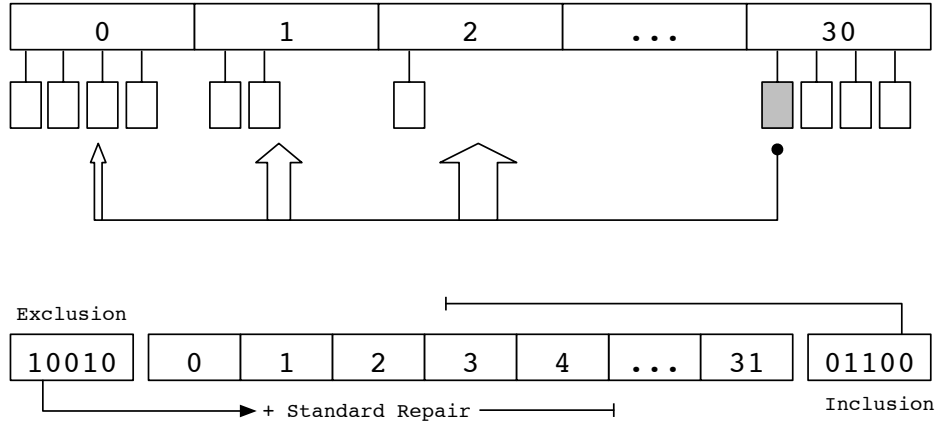 0 1 2 ... 30
Exclusion
10010 0 1 2 3 4 ... 31 01100
+ Standard Repair
Inclusion